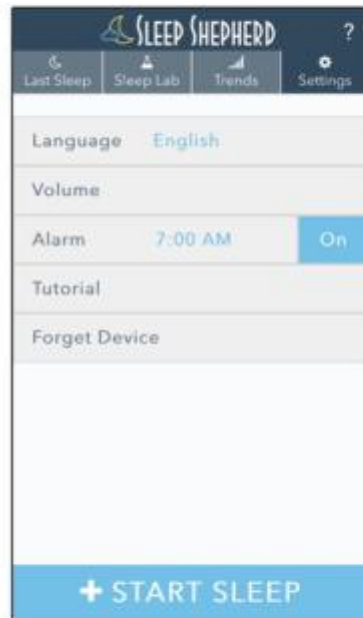 SLEEP SHEPHERD ?
Last Sleep Sleep Lab Trends Settings
Language English
Volume
Alarm 7:00 AM On
Tutorial
Forget Device
+ START SLEEP